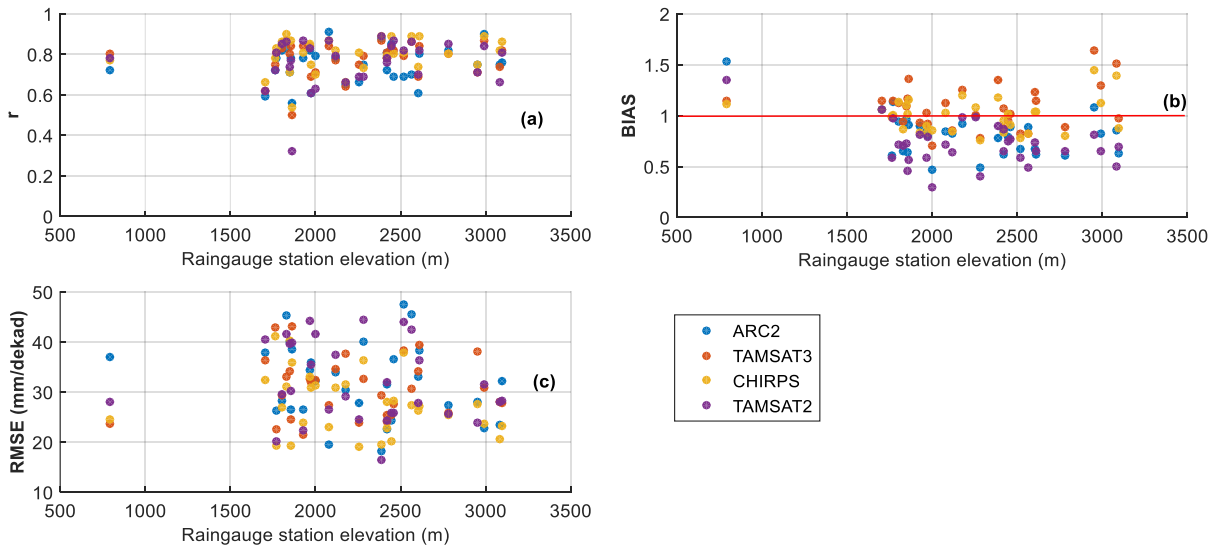 1
0.8
0.6
0.4
0.2
0
r
(a)
500 1000 1500 2000 2500 3000 3500
Raingauge station elevation (m)
2
1.5
1
0.5
0
BIAS
(b)
500 1000 1500 2000 2500 3000 3500
Raingauge station elevation (m)
50
40
30
20
10
RMSE (mm/dekad)
(c)
500 1000 1500 2000 2500 3000 3500
Raingauge station elevation (m)
ARC2
TAMSAT3
CHIRPS
TAMSAT2